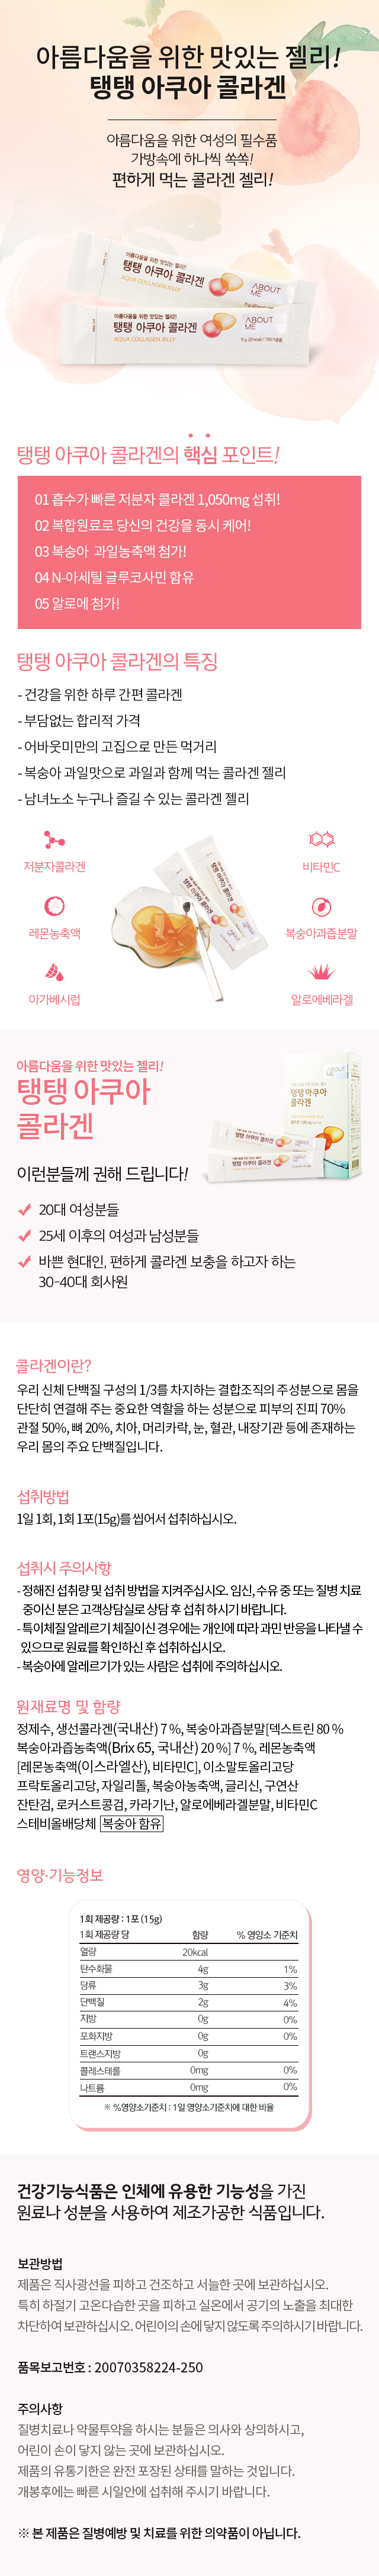 아름다움을 위한 맛있는 젤리!
탱탱 아쿠아 콜라겐
아름다움을 위한 여성의 필수품
가방속에 하나씩 쏙쏙!
편하게 먹는 콜라겐 젤리!
아름다움을 위한 맛있는 젤리!
탱탱 아쿠아 콜라겐
AQUA COLLAGEN JELLY
ABOUT
ME
아름다움을 위한 맛있는 젤리!
탱탱 아쿠아 콜라겐
AQUA COLLAGEN JELLY
ABOUT
ME
탱탱 아쿠아 콜라겐의 핵심 포인트!
01 흡수가 빠른 저분자 콜라겐 1,050mg 섭취!
02 복합원료로 당신의 건강을 동시 케어!
03 복숭아 과일농축액 첨가!
04 N-아세틸 글루코사민 함유
05 알로에 첨가!
탱탱 아쿠아 콜라겐의 특징
- 건강을 위한 하루 간편 콜라겐
- 부담없는 합리적 가격
- 어바웃미만의 고집으로 만든 먹거리
- 복숭아 과일맛으로 과일과 함께 먹는 콜라겐 젤리
- 남녀노소 누구나 즐길 수 있는 콜라겐 젤리
저분자콜라겐
비타민C
레몬농축액
복숭아과즙분말
아가베시럽
알로에베라겔
탱탱 아쿠아 콜라겐
아름다움을 위한 맛있는 젤리!
탱탱 아쿠아
콜라겐
ABOUT
ME
탱탱 아쿠아
콜라겐
탱탱 아쿠아 콜라겐
탱탱 아쿠아 콜라겐
이런분들께 권해 드립니다!
20대 여성분들
25세 이후의 여성과 남성분들
바쁜 현대인, 편하게 콜라겐 보충을 하고자 하는
30-40대 회사원
콜라겐이란?
우리 신체 단백질 구성의 1/3를 차지하는 결합조직의 주성분으로 몸을
단단히 연결해 주는 중요한 역할을 하는 성분으로 피부의 진피 70%
관절 50%, 뼈 20%, 치아, 머리카락, 눈, 혈관, 내장기관 등에 존재하는
우리 몸의 주요 단백질입니다.
섭취방법
1일 1회, 1회 1포(15g)를 씹어서 섭취하십시오.
섭취시 주의사항
- 정해진 섭취량 및 섭취 방법을 지켜주십시오. 임신, 수유 중 또는 질병 치료
중이신 분은 고객상담실로 상담 후 섭취 하시기 바랍니다.
- 특이체질 알레르기 체질이신 경우에는 개인에 따라 과민 반응을 나타낼 수
있으므로 원료를 확인하신 후 섭취하십시오.
- 복숭아에 알레르기가 있는 사람은 섭취에 주의하십시오.
원재료명 및 함량
정제수, 생선콜라겐(국내산) 7 %, 복숭아과즙분말[덱스트린 80 %
복숭아과즙농축액(Brix 65, 국내산) 20 %] 7 %, 레몬농축액
[레몬농축액(이스라엘산), 비타민C], 이소말토올리고당
프락토올리고당, 자일리톨, 복숭아농축액, 글리신, 구연산
잔탄검, 로커스트콩검, 카라기난, 알로에베라겔분말, 비타민C
스테비올배당체 복숭아 함유
영양·기능정보
1회 제공량 : 1포 (15g)
1회 제공량 당 함량 % 영양소 기준치
열량 20kcal
탄수화물 4g 1%
당류 3g 3%
단백질 2g 4%
지방 0g 0%
포화지방 0g 0%
트랜스지방 0g
콜레스테롤 0mg 0%
나트륨 0mg 0%
※ %영양소기준치 : 1일 영양소기준치에 대한 비율
건강기능식품은 인체에 유용한 기능성을 가진
원료나 성분을 사용하여 제조가공한 식품입니다.
보관방법
제품은 직사광선을 피하고 건조하고 서늘한 곳에 보관하십시오.
특히 하절기 고온다습한 곳을 피하고 실온에서 공기의 노출을 최대한
차단하여 보관하십시오. 어린이의 손에 닿지 않도록 주의하시기 바랍니다.
품목보고번호 : 20070358224-250
주의사항
질병치료나 약물투약을 하시는 분들은 의사와 상의하시고,
어린이 손이 닿지 않는 곳에 보관하십시오.
제품의 유통기한은 완전 포장된 상태를 말하는 것입니다.
개봉후에는 빠른 시일안에 섭취해 주시기 바랍니다.
※ 본 제품은 질병예방 및 치료를 위한 의약품이 아닙니다.